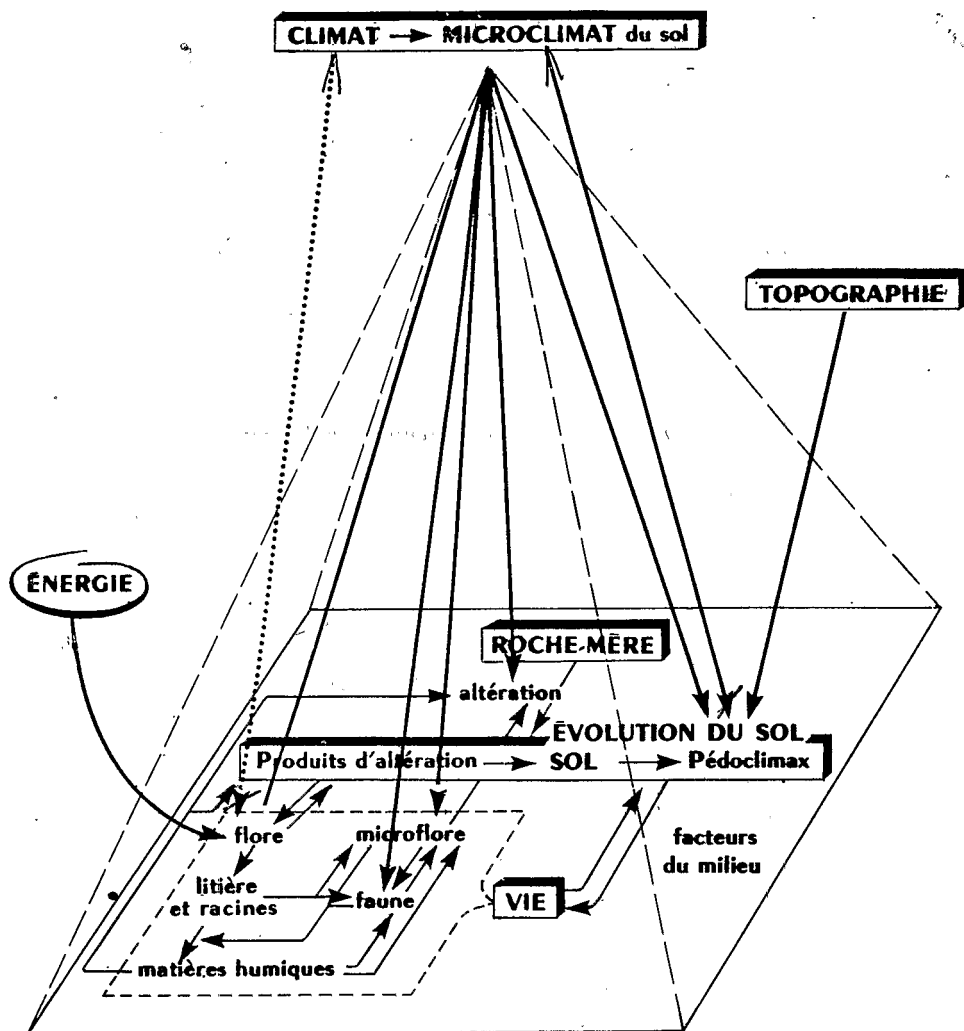 CLIMAT → MICROCLIMAT du sol
TOPOGRAPHIE
ÉNERGIE
ROCHE-MÈRE
altération
ÉVOLUTION DU SOL
Produits d'altération → SOL → Pédoclimax
flore
microflore
facteurs
du milieu
litière
et racines
faune
VIE
matières humiques